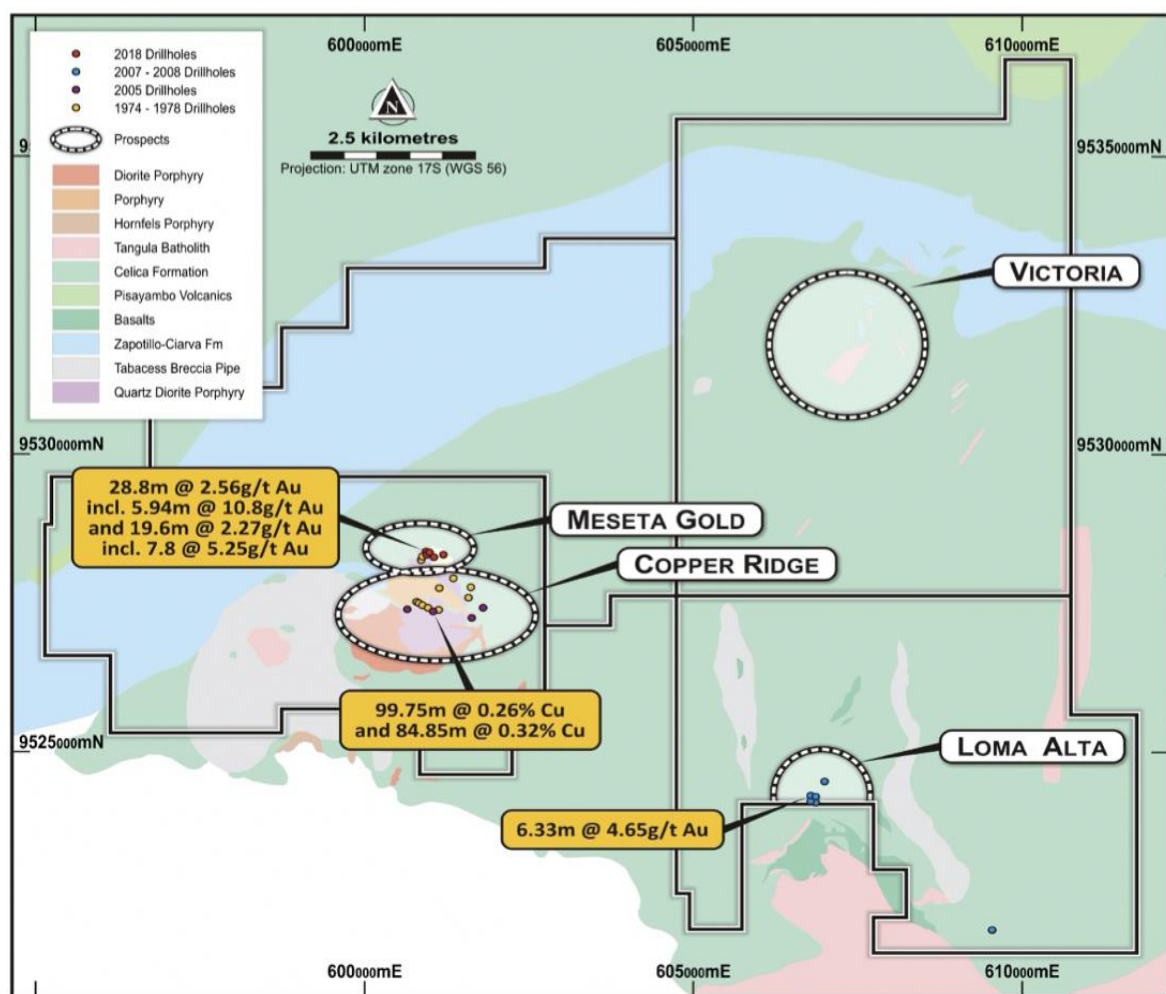 600000mE
605000mE
610000mE
2018 Drillholes
2007 - 2008 Drillholes
2005 Drillholes
1974 - 1978 Drillholes
Prospects
Diorite Porphyry
Porphyry
Hornfels Porphyry
Tangula Batholith
Celica Formation
Pisayambo Volcanics
Basalts
Zapotillo-Ciarva Fm
Tabacess Breccia Pipe
Quartz Diorite Porphyry
N
2.5 kilometres
Projection: UTM zone 17S (WGS 56)
9535000mN
VICTORIA
9530000mN
9530000mN
28.8m @ 2.56g/t Au
incl. 5.94m @ 10.8g/t Au
and 19.6m @ 2.27g/t Au
incl. 7.8 @ 5.25g/t Au
MESETA GOLD
COPPER RIDGE
99.75m @ 0.26% Cu
and 84.85m @ 0.32% Cu
9525000mN
9525000mN
LOMA ALTA
6.33m @ 4.65g/t Au
600000mE
605000mE
610000mE